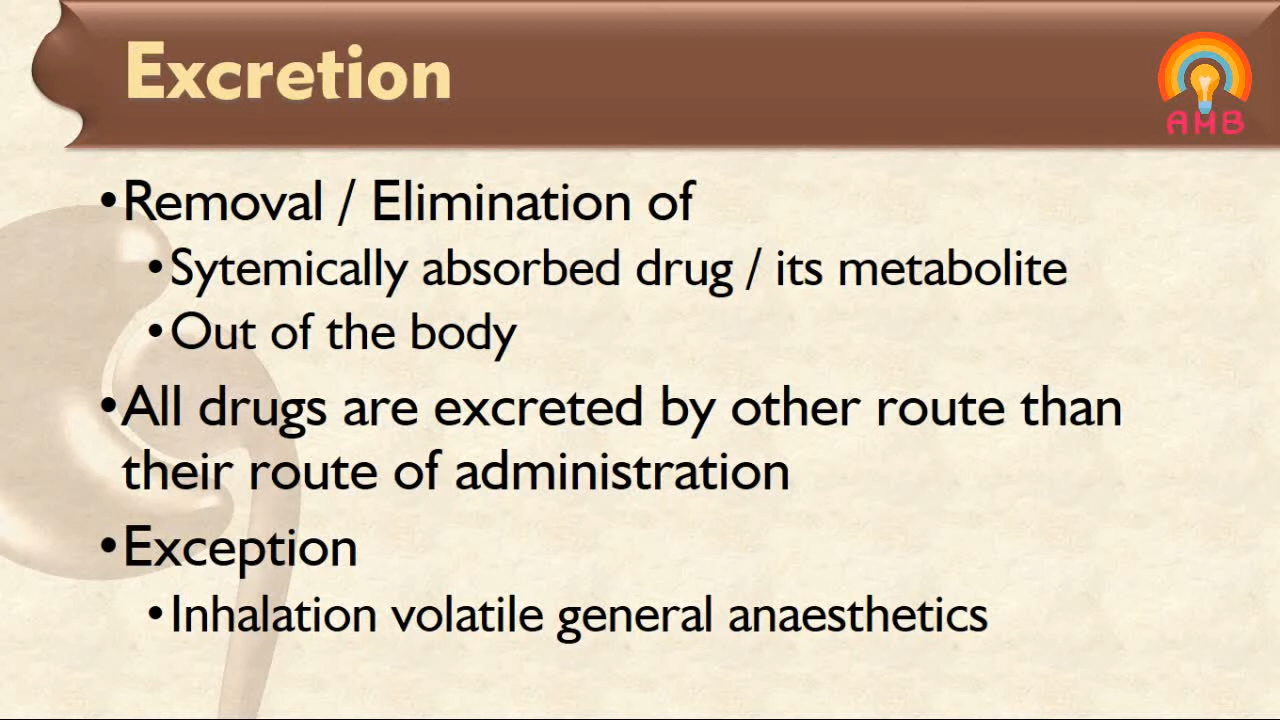 Excretion
AMB
•Removal / Elimination of
•Sytemically absorbed drug / its metabolite
•Out of the body
•All drugs are excreted by other route than
their route of administration
•Exception
•Inhalation volatile general anaesthetics